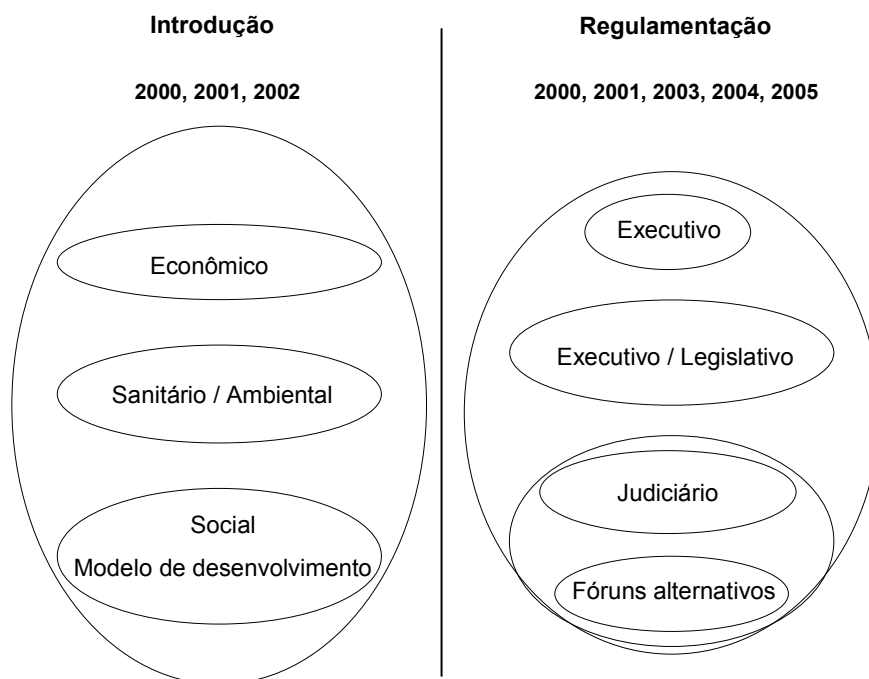 Introdução
2000, 2001, 2002
Econômico
Sanitário / Ambiental
Social
Modelo de desenvolvimento
Regulamentação
2000, 2001, 2003, 2004, 2005
Executivo
Executivo / Legislativo
Judiciário
Fóruns alternativos